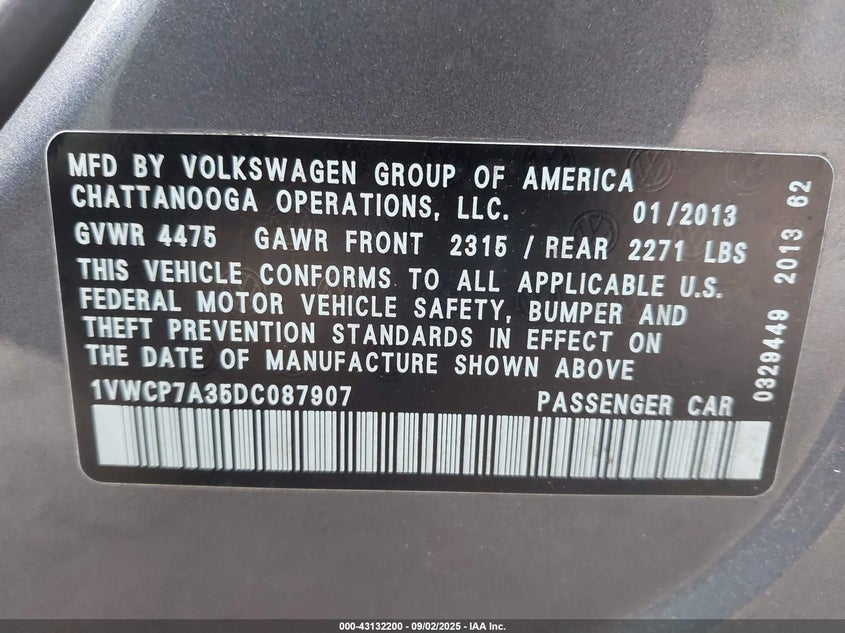 MFD BY VOLKSWAGEN GROUP OF AMERICA
CHATTANOOGA OPERATIONS, LLC. 01/2013
GVWR 4475 GAWR FRONT 2315 / REAR 2271 LBS
THIS VEHICLE CONFORMS TO ALL APPLICABLE U.S.
FEDERAL MOTOR VEHICLE SAFETY, BUMPER AND
THEFT PREVENTION STANDARDS IN EFFECT ON
THE DATE OF MANUFACTURE SHOWN ABOVE
1VWCP7A35DC087907 PASSENGER CAR
0329449 2013 62
000-43132200 - 09/02/2025 - IAA Inc.